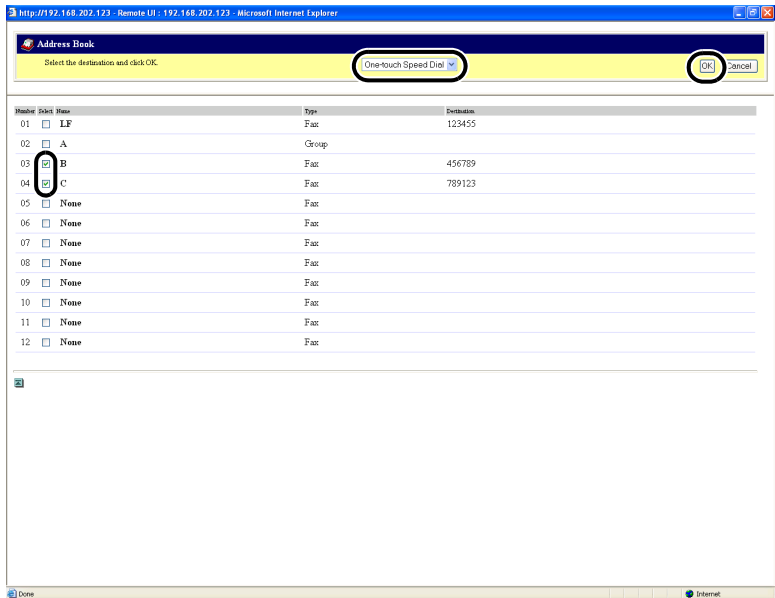 http://192.168.202.123 - Remote UI : 192.168.202.123 - Microsoft Internet Explorer
Address Book
Select the destination and click OK. One-touch Speed Dial OK Cancel
Number Select Name Type Destination
01 LF Fax 123455
02 A Group
03 B Fax 456789
04 C Fax 789123
05 None Fax
06 None Fax
07 None Fax
08 None Fax
09 None Fax
10 None Fax
11 None Fax
12 None Fax
Done Internet